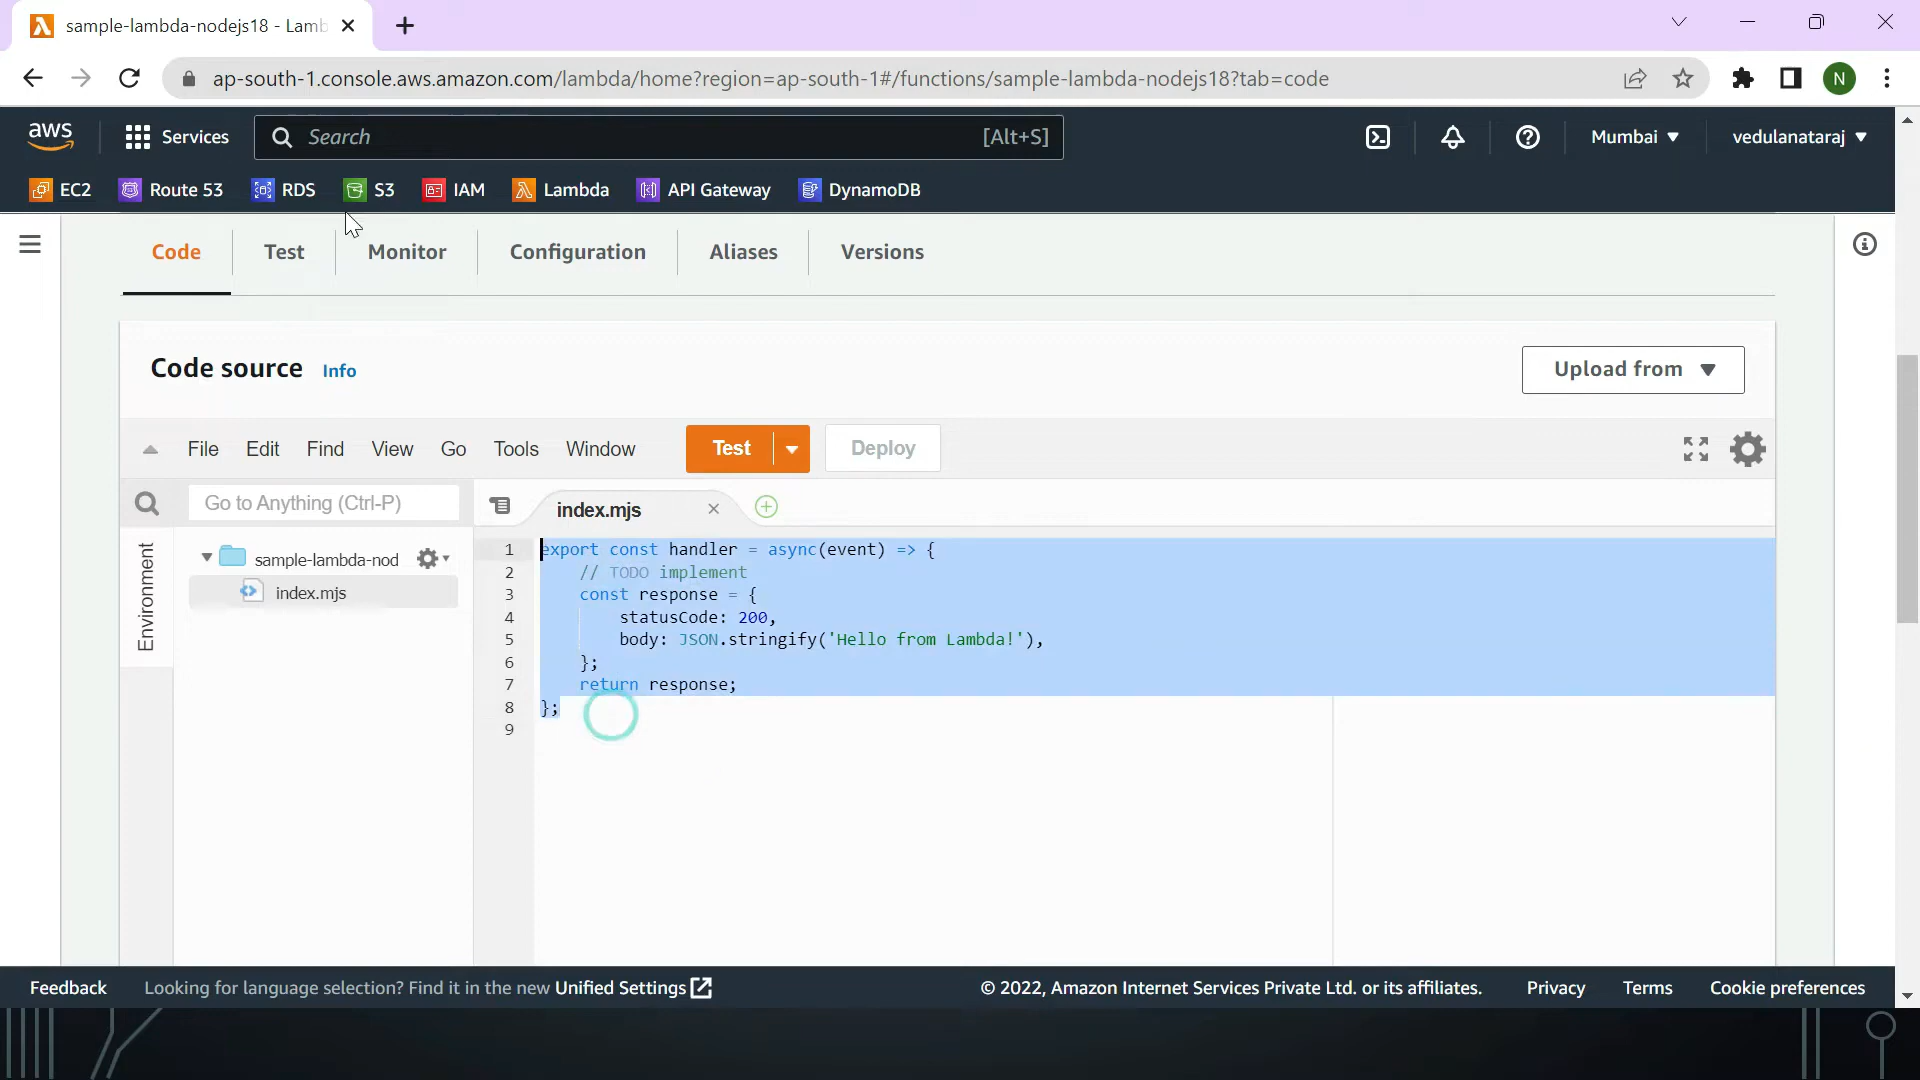 sample-lambda-nodejs18 - Lamb
ap-south-1.console.aws.amazon.com/lambda/home?region=ap-south-1#/functions/sample-lambda-nodejs18?tab=code
N
aws
Services
Search
[Alt+S]
Mumbai
vedulanataraj
EC2
Route 53
RDS
S3
IAM
Lambda
API Gateway
DynamoDB
Code
Test
Monitor
Configuration
Aliases
Versions
Code source
Info
Upload from
File
Edit
Find
View
Go
Tools
Window
Test
Deploy
Go to Anything (Ctrl-P)
index.mjs
Environment
sample-lambda-nod
index.mjs
1 export const handler = async(event) => {
2 // TODO implement
3 const response = {
4 statusCode: 200,
5 body: JSON.stringify('Hello from Lambda!'),
6 };
7 return response;
8 };
9
Feedback
Looking for language selection? Find it in the new Unified Settings
© 2022, Amazon Internet Services Private Ltd. or its affiliates.
Privacy
Terms
Cookie preferences